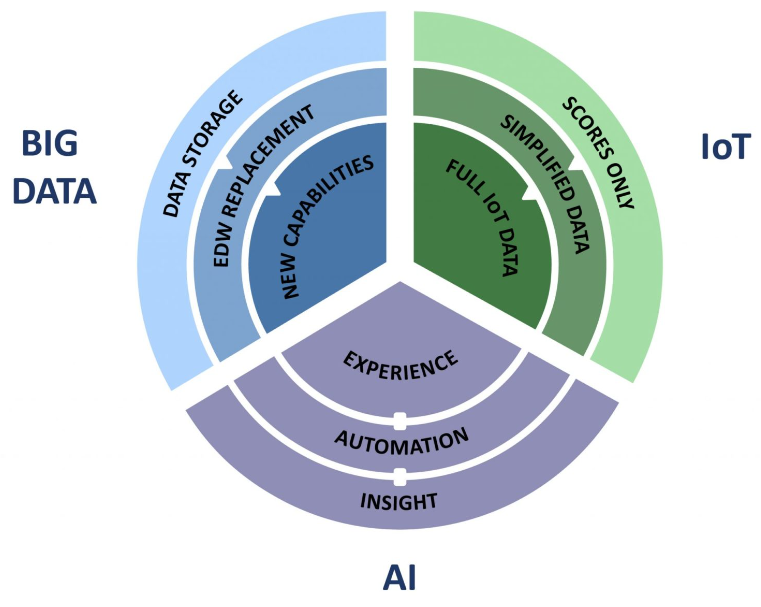 BIG
DATA
DATA STORAGE
EDW REPLACEMENT
NEW CAPABILITIES
IoT
SCORES ONLY
SIMPLIFIED DATA
FULL IoT DATA
EXPERIENCE
AUTOMATION
INSIGHT
AI